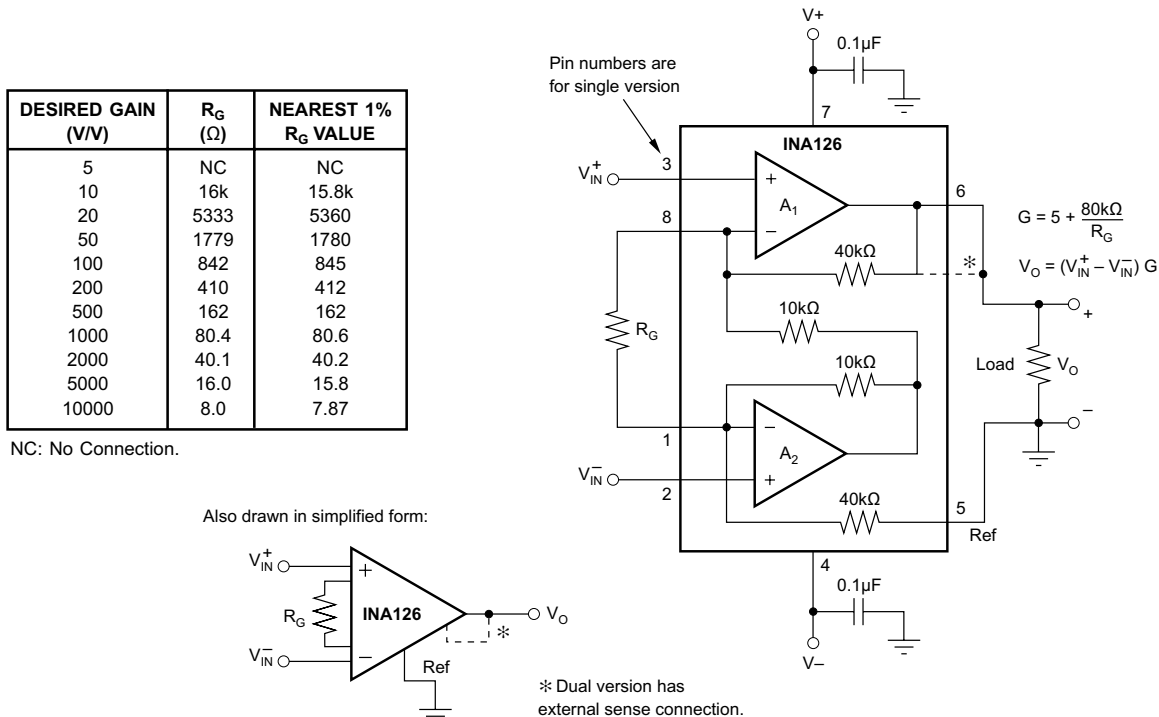 DESIRED GAIN (V/V) R_G (Ω) NEAREST 1% R_G VALUE
5 NC NC
10 16k 15.8k
20 5333 5360
50 1779 1780
100 842 845
200 410 412
500 162 162
1000 80.4 80.6
2000 40.1 40.2
5000 16.0 15.8
10000 8.0 7.87
NC: No Connection.
Pin numbers are
for single version
V+
0.1µF
7
INA126
3
V_IN^+
+
A_1
−
6
8
40kΩ
*
G = 5 + 80kΩ/R_G
V_O = (V_IN^+ – V_IN^−) G
10kΩ
R_G
10kΩ
+
Load
V_O
−
1
−
A_2
+
V_IN^−
2
40kΩ
5
Ref
4
0.1µF
V–
Also drawn in simplified form:
V_IN^+
+
R_G
INA126
V_O
*
V_IN^−
−
Ref
* Dual version has
external sense connection.